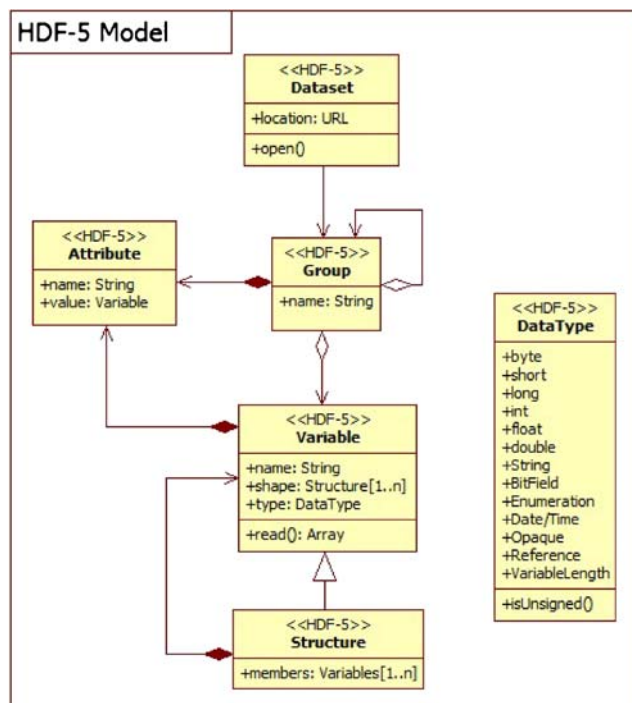 HDF-5 Model
<<HDF-5>>
Dataset
+location: URL
+open()
<<HDF-5>>
Attribute
+name: String
+value: Variable
<<HDF-5>>
Group
+name: String
<<HDF-5>>
DataType
+byte
+short
+long
+int
+float
+double
+String
+BitField
+Enumeration
+Date/Time
+Opaque
+Reference
+VariableLength
+isUnsigned()
<<HDF-5>>
Variable
+name: String
+shape: Structure[1..n]
+type: DataType
+read(): Array
<<HDF-5>>
Structure
+members: Variables[1..n]